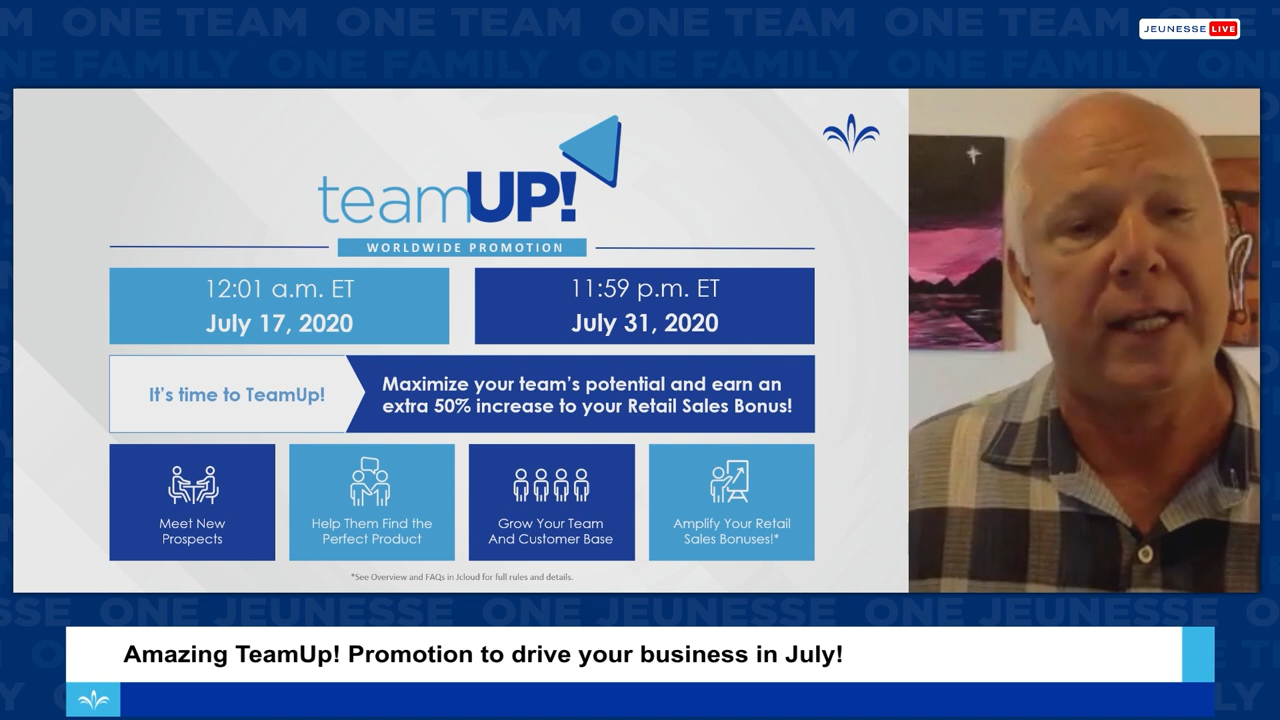 ONE TEAM ONE TEAM ONE TEAM ONE TEAM
JEUNESSE LIVE
ONE FAMILY ONE FAMILY ONE FAMILY
teamUP!
WORLDWIDE PROMOTION
12:01 a.m. ET
July 17, 2020
11:59 p.m. ET
July 31, 2020
It's time to TeamUp!
Maximize your team's potential and earn an
extra 50% increase to your Retail Sales Bonus!
Meet New
Prospects
Help Them Find the
Perfect Product
Grow Your Team
And Customer Base
Amplify Your Retail
Sales Bonuses!*
*See Overview and FAQs in Jcloud for full rules and details.
ONE JEUNESSE ONE JEUNESSE ONE JEUNESSE
Amazing TeamUp! Promotion to drive your business in July!